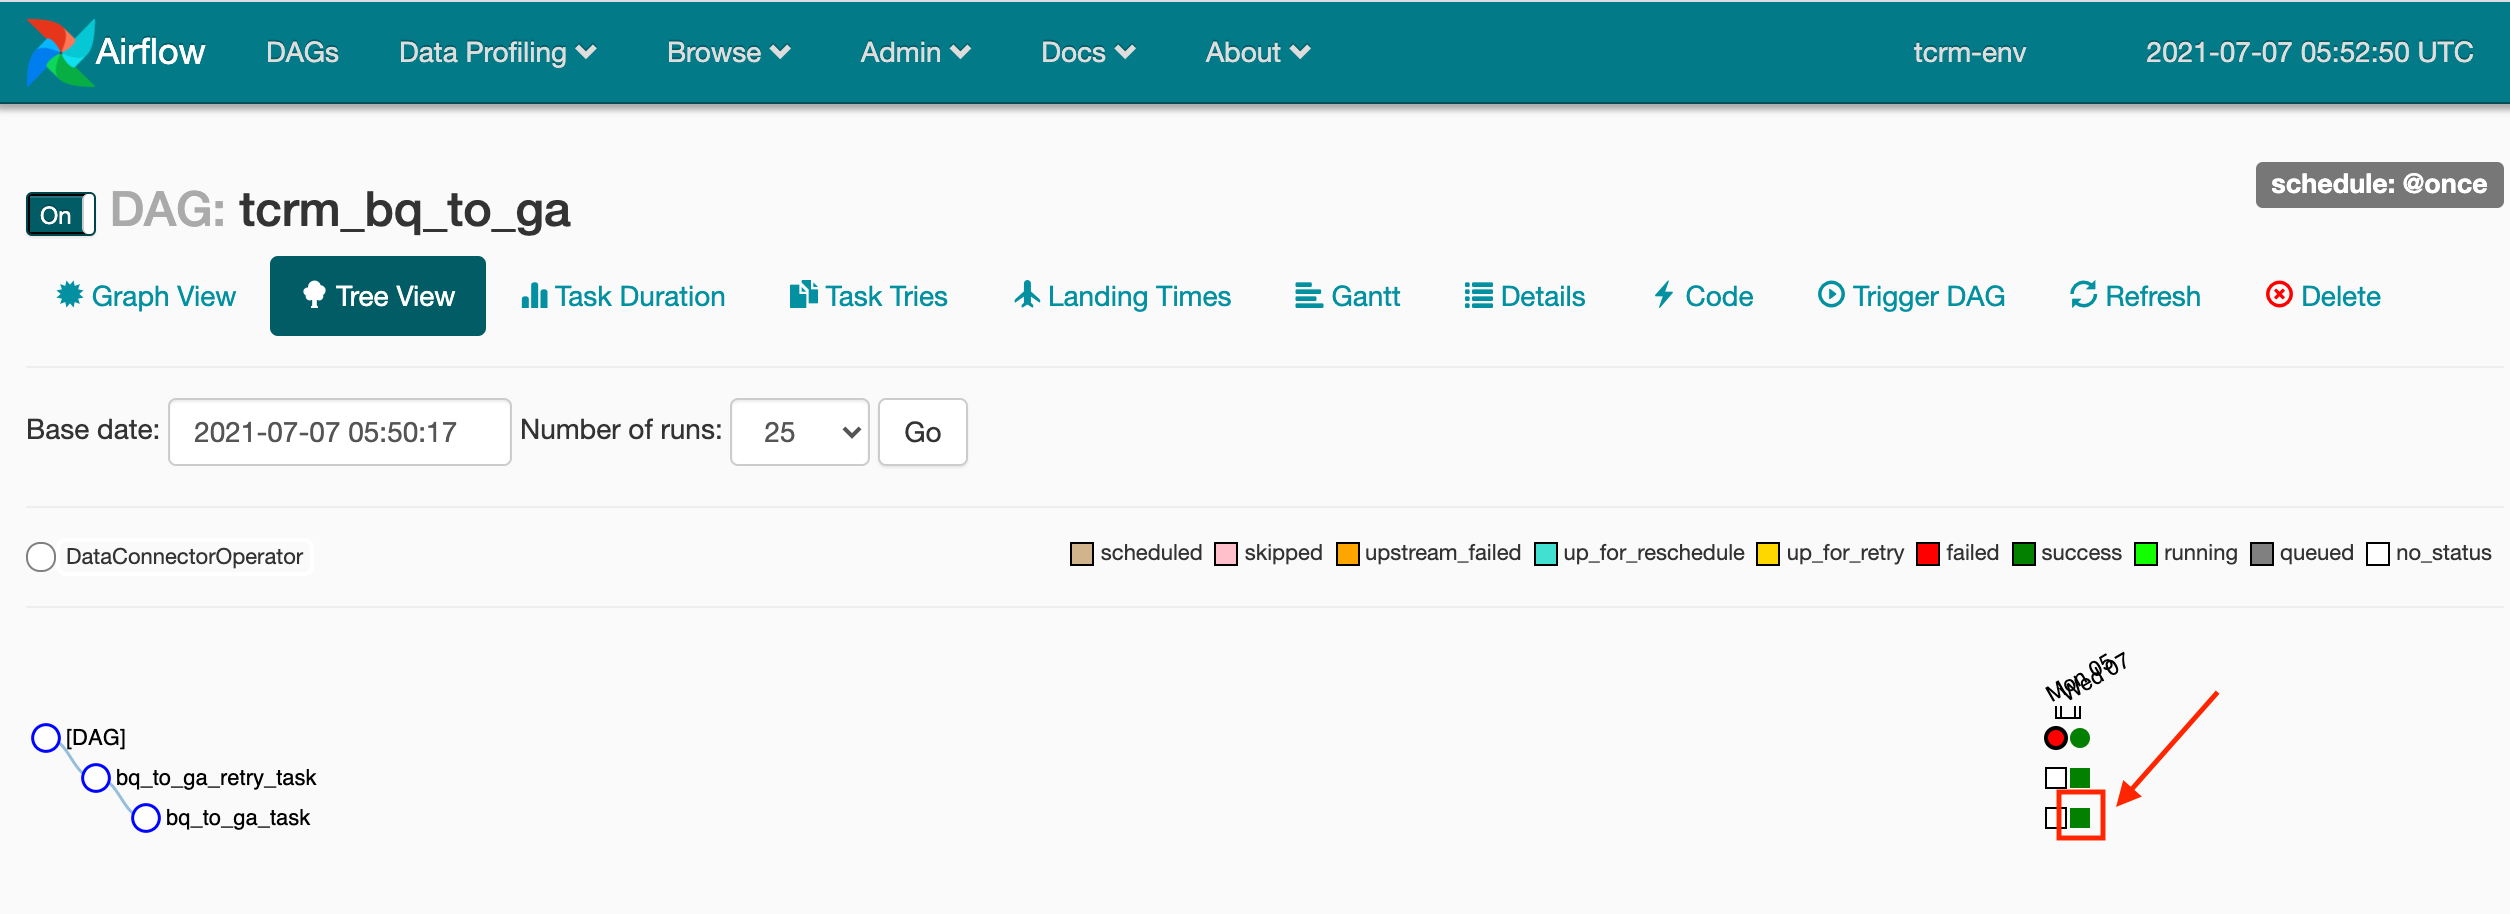 Airflow DAGs Data Profiling Browse Admin Docs About tcrm-env 2021-07-07 05:52:50 UTC
schedule: @once
On DAG: tcrm_bq_to_ga
Graph View Tree View Task Duration Task Tries Landing Times Gantt Details Code Trigger DAG Refresh Delete
Base date: 2021-07-07 05:50:17 Number of runs: 25 Go
DataConnectorOperator scheduled skipped upstream_failed up_for_reschedule up_for_retry failed success running queued no_status
Mon 05
Wed 07
[DAG]
bq_to_ga_retry_task
bq_to_ga_task